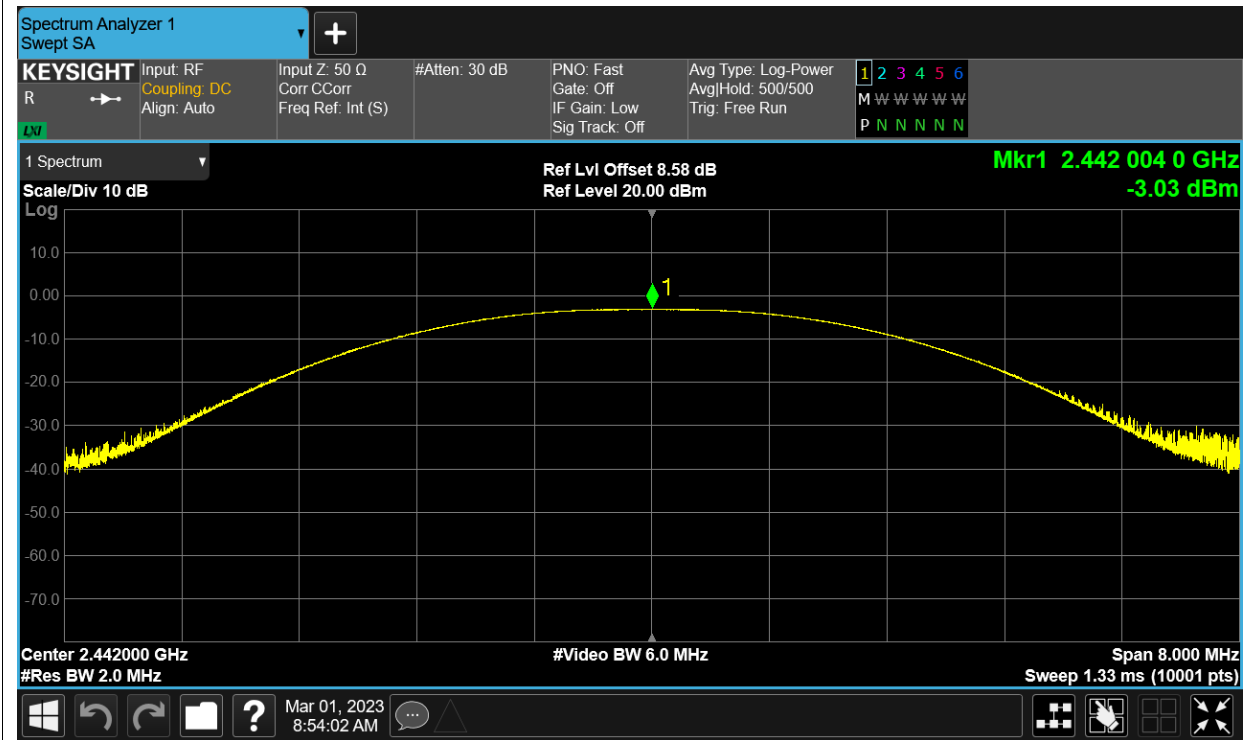 Spectrum Analyzer 1
Swept SA
KEYSIGHT
R
LXI
Input: RF
Coupling: DC
Align: Auto
Input Z: 50 Ω
Corr CCorr
Freq Ref: Int (S)
#Atten: 30 dB
PNO: Fast
Gate: Off
IF Gain: Low
Sig Track: Off
Avg Type: Log-Power
Avg|Hold: 500/500
Trig: Free Run
1 2 3 4 5 6
M W W W W W
P N N N N N
1 Spectrum
Scale/Div 10 dB
Log
Ref Lvl Offset 8.58 dB
Ref Level 20.00 dBm
Mkr1 2.442 004 0 GHz
-3.03 dBm
10.0
0.00
-10.0
-20.0
-30.0
-40.0
-50.0
-60.0
-70.0
1
Center 2.442000 GHz
#Res BW 2.0 MHz
#Video BW 6.0 MHz
Span 8.000 MHz
Sweep 1.33 ms (10001 pts)
?
Mar 01, 2023
8:54:02 AM